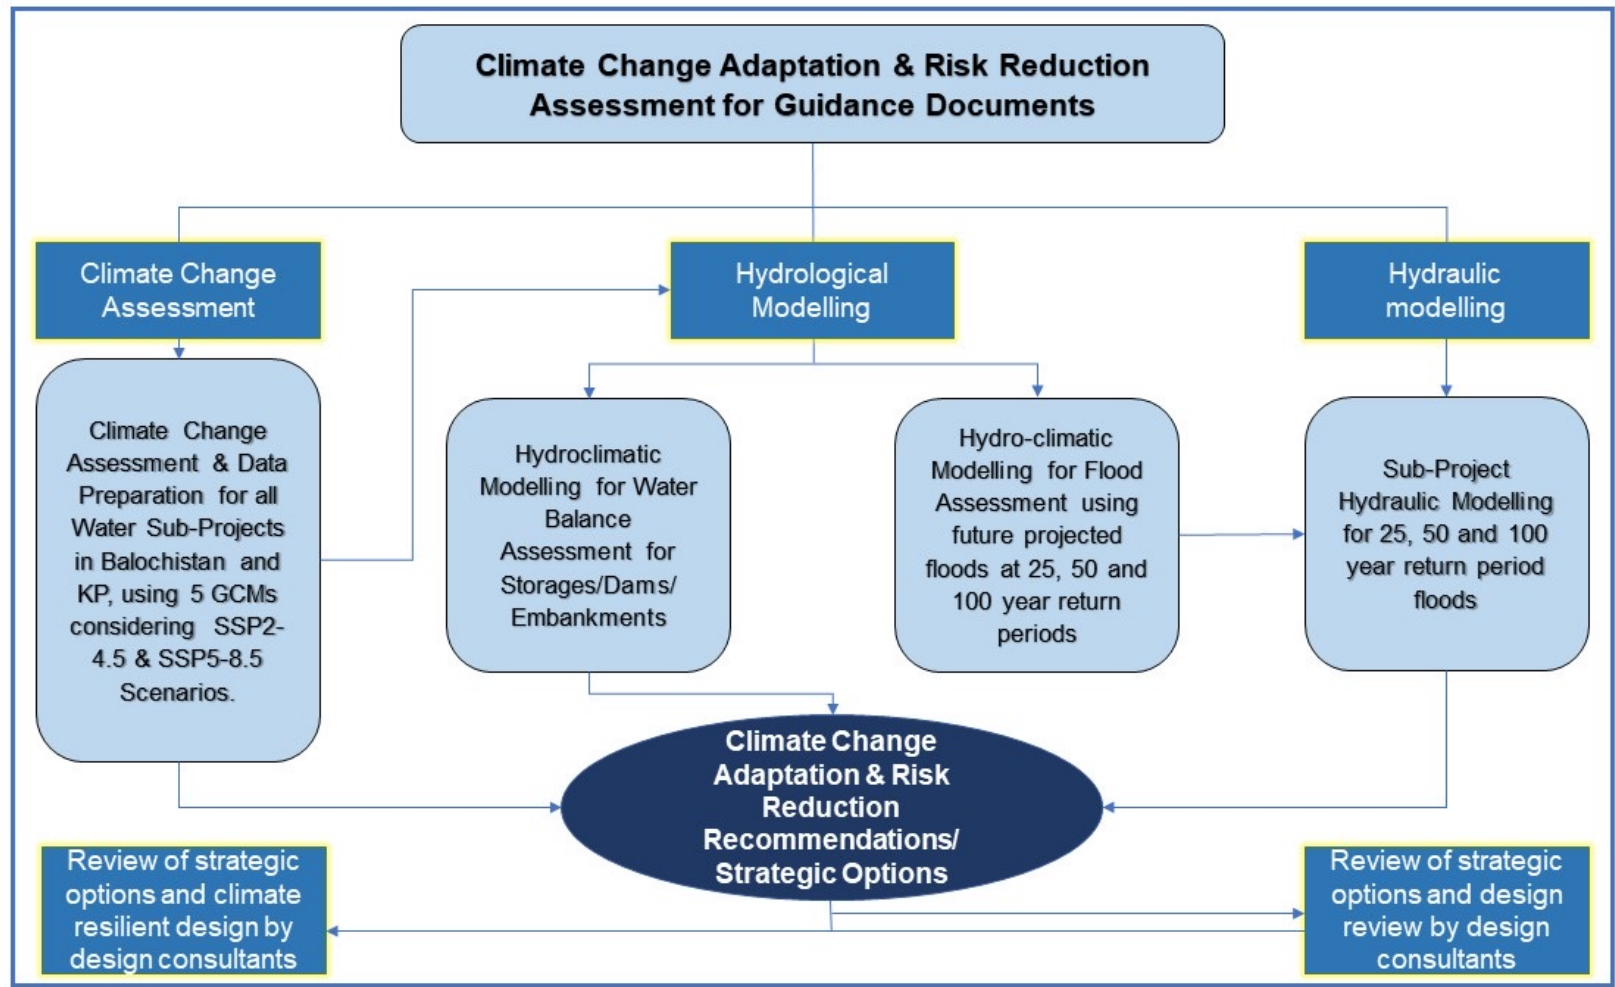 Climate Change Adaptation & Risk Reduction
Assessment for Guidance Documents
Climate Change
Assessment
Hydrological
Modelling
Hydraulic
modelling
Climate Change
Assessment & Data
Preparation for all
Water Sub-Projects
in Balochistan and
KP, using 5 GCMs
considering SSP2-
4.5 & SSP5-8.5
Scenarios.
Hydroclimatic
Modelling for Water
Balance
Assessment for
Storages/Dams/
Embankments
Hydro-climatic
Modelling for Flood
Assessment using
future projected
floods at 25, 50 and
100 year return
periods
Sub-Project
Hydraulic Modelling
for 25, 50 and 100
year return period
floods
Climate Change
Adaptation & Risk
Reduction
Recommendations/
Strategic Options
Review of strategic
options and climate
resilient design by
design consultants
Review of strategic
options and design
review by design
consultants